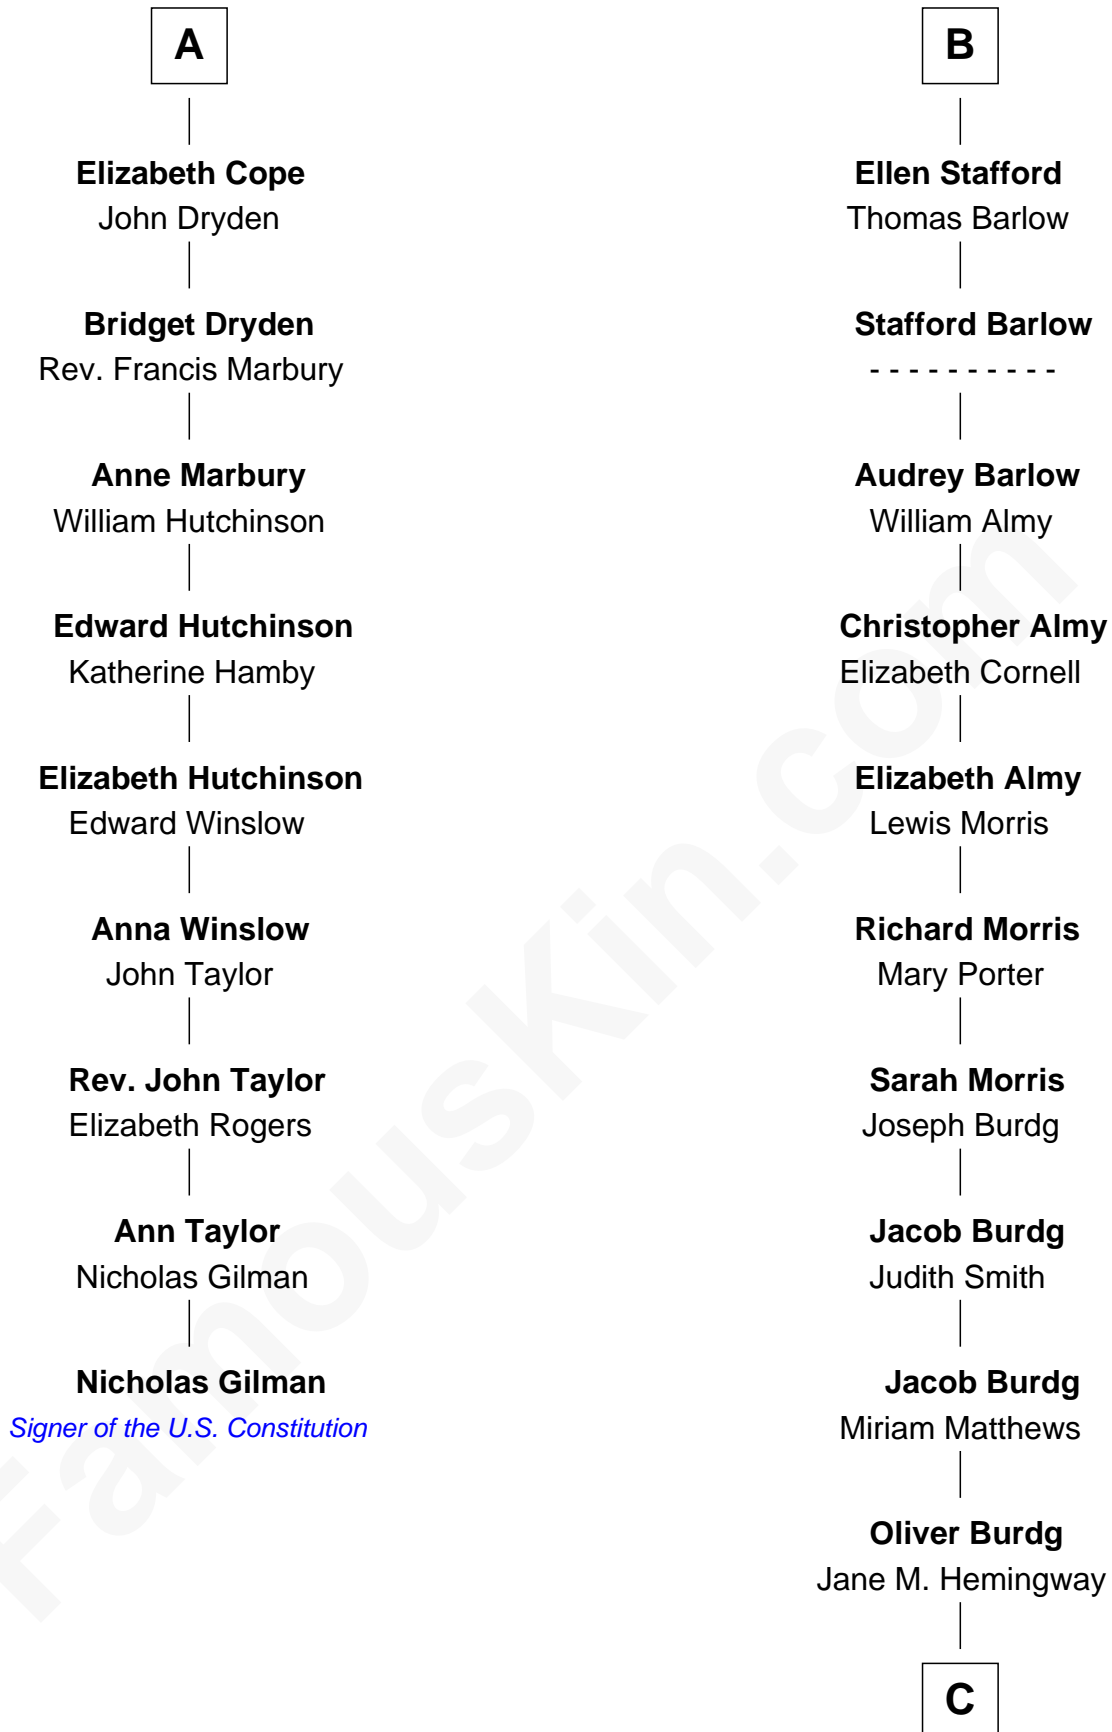 A
Elizabeth Cope
John Dryden
Bridget Dryden
Rev. Francis Marbury
Anne Marbury
William Hutchinson
Edward Hutchinson
Katherine Hamby
Elizabeth Hutchinson
Edward Winslow
Anna Winslow
John Taylor
Rev. John Taylor
Elizabeth Rogers
Ann Taylor
Nicholas Gilman
Nicholas Gilman
Signer of the U.S. Constitution
B
Ellen Stafford
Thomas Barlow
Stafford Barlow
- - - - - - - - - -
Audrey Barlow
William Almy
Christopher Almy
Elizabeth Cornell
Elizabeth Almy
Lewis Morris
Richard Morris
Mary Porter
Sarah Morris
Joseph Burdg
Jacob Burdg
Judith Smith
Jacob Burdg
Miriam Matthews
Oliver Burdg
Jane M. Hemingway
C
FamousKin.com